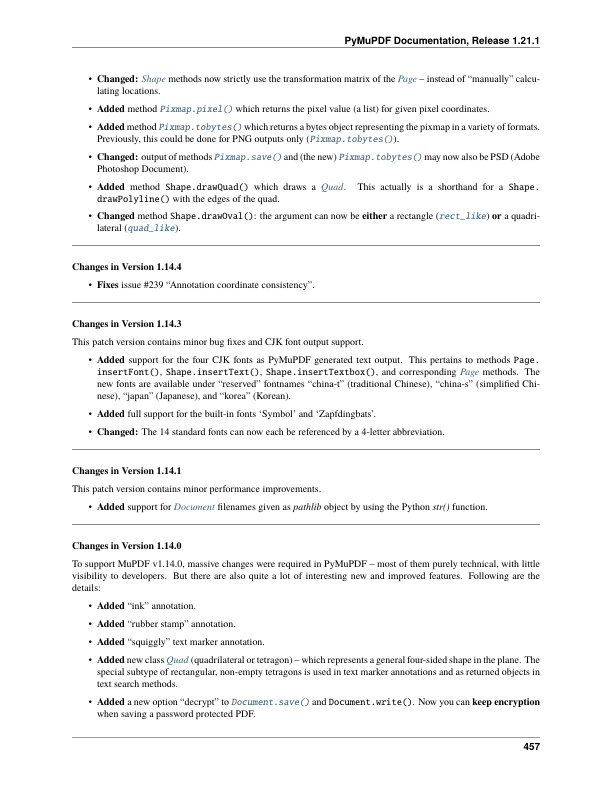 PyMuPDF Documentation, Release 1.21.1
• Changed: Shape methods now strictly use the transformation matrix of the Page – instead of “manually” calcu-
lating locations.
• Added method Pixmap.pixel() which returns the pixel value (a list) for given pixel coordinates.
• Added method Pixmap.tobytes() which returns a bytes object representing the pixmap in a variety of formats.
Previously, this could be done for PNG outputs only (Pixmap.tobytes()).
• Changed: output of methods Pixmap.save() and (the new) Pixmap.tobytes() may now also be PSD (Adobe
Photoshop Document).
• Added method Shape.drawQuad() which draws a Quad. This actually is a shorthand for a Shape.
drawPolyline() with the edges of the quad.
• Changed method Shape.drawOval(): the argument can now be either a rectangle (rect_like) or a quadri-
lateral (quad_like).
Changes in Version 1.14.4
• Fixes issue #239 “Annotation coordinate consistency”.
Changes in Version 1.14.3
This patch version contains minor bug fixes and CJK font output support.
• Added support for the four CJK fonts as PyMuPDF generated text output. This pertains to methods Page.
insertFont(), Shape.insertText(), Shape.insertTextbox(), and corresponding Page methods. The
new fonts are available under “reserved” fontnames “china-t” (traditional Chinese), “china-s” (simplified Chi-
nese), “japan” (Japanese), and “korea” (Korean).
• Added full support for the built-in fonts ‘Symbol’ and ‘Zapfdingbats’.
• Changed: The 14 standard fonts can now each be referenced by a 4-letter abbreviation.
Changes in Version 1.14.1
This patch version contains minor performance improvements.
• Added support for Document filenames given as pathlib object by using the Python str() function.
Changes in Version 1.14.0
To support MuPDF v1.14.0, massive changes were required in PyMuPDF – most of them purely technical, with little
visibility to developers. But there are also quite a lot of interesting new and improved features. Following are the
details:
• Added “ink” annotation.
• Added “rubber stamp” annotation.
• Added “squiggly” text marker annotation.
• Added new class Quad (quadrilateral or tetragon) – which represents a general four-sided shape in the plane. The
special subtype of rectangular, non-empty tetragons is used in text marker annotations and as returned objects in
text search methods.
• Added a new option “decrypt” to Document.save() and Document.write(). Now you can keep encryption
when saving a password protected PDF.
457